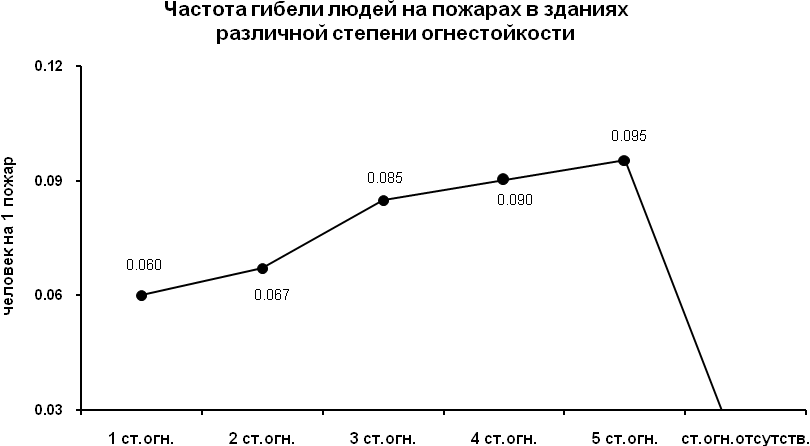 Частота гибели людей на пожарах в зданиях
различной степени огнестойкости
человек на 1 пожар
0.12
0.09
0.06
0.03
0.060
0.067
0.085
0.090
0.095
1 ст.огн.
2 ст.огн.
3 ст.огн.
4 ст.огн.
5 ст.огн.
ст.огн.отсутств.